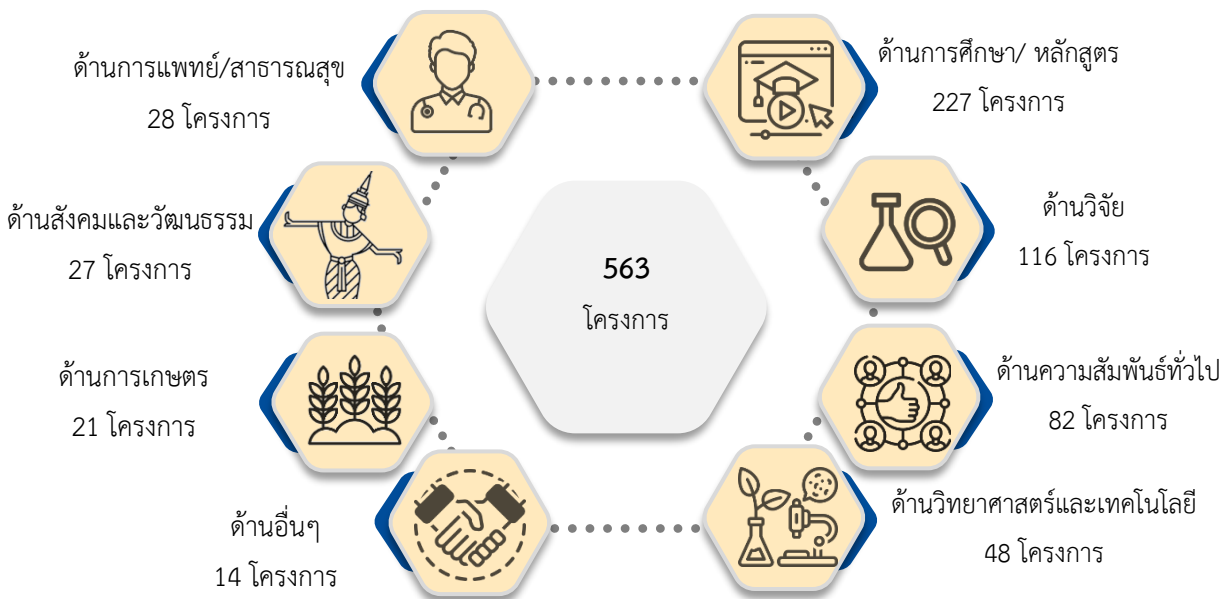 ด้านการแพทย์/สาธารณสุข
28 โครงการ
ด้านการศึกษา/ หลักสูตร
227 โครงการ
ด้านสังคมและวัฒนธรรม
27 โครงการ
ด้านวิจัย
116 โครงการ
563
โครงการ
ด้านการเกษตร
21 โครงการ
ด้านความสัมพันธ์ทั่วไป
82 โครงการ
ด้านอื่นๆ
14 โครงการ
ด้านวิทยาศาสตร์และเทคโนโลยี
48 โครงการ